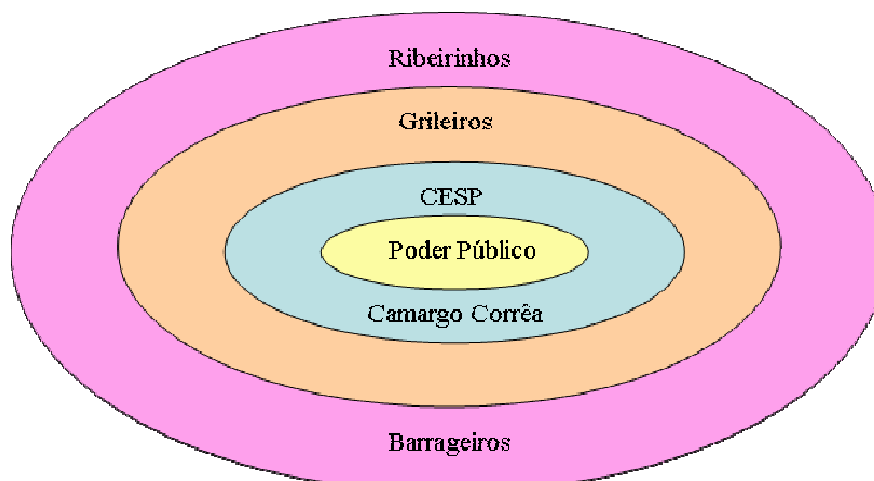 Ribeirinhos
Grileiros
CESP
Poder Público
Camargo Corrêa
Barrageiros